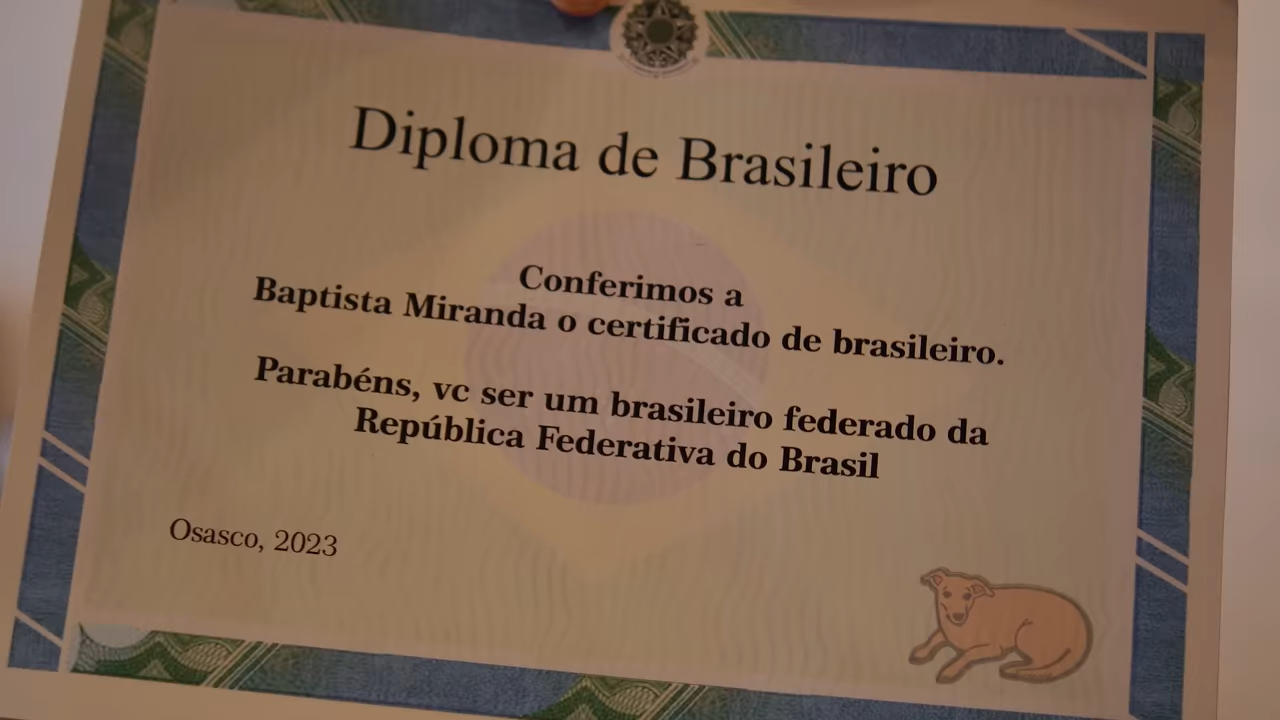 Diploma de Brasileiro
Conferimos a
Baptista Miranda o certificado de brasileiro.
Parabéns, vc ser um brasileiro federado da
República Federativa do Brasil
Osasco, 2023